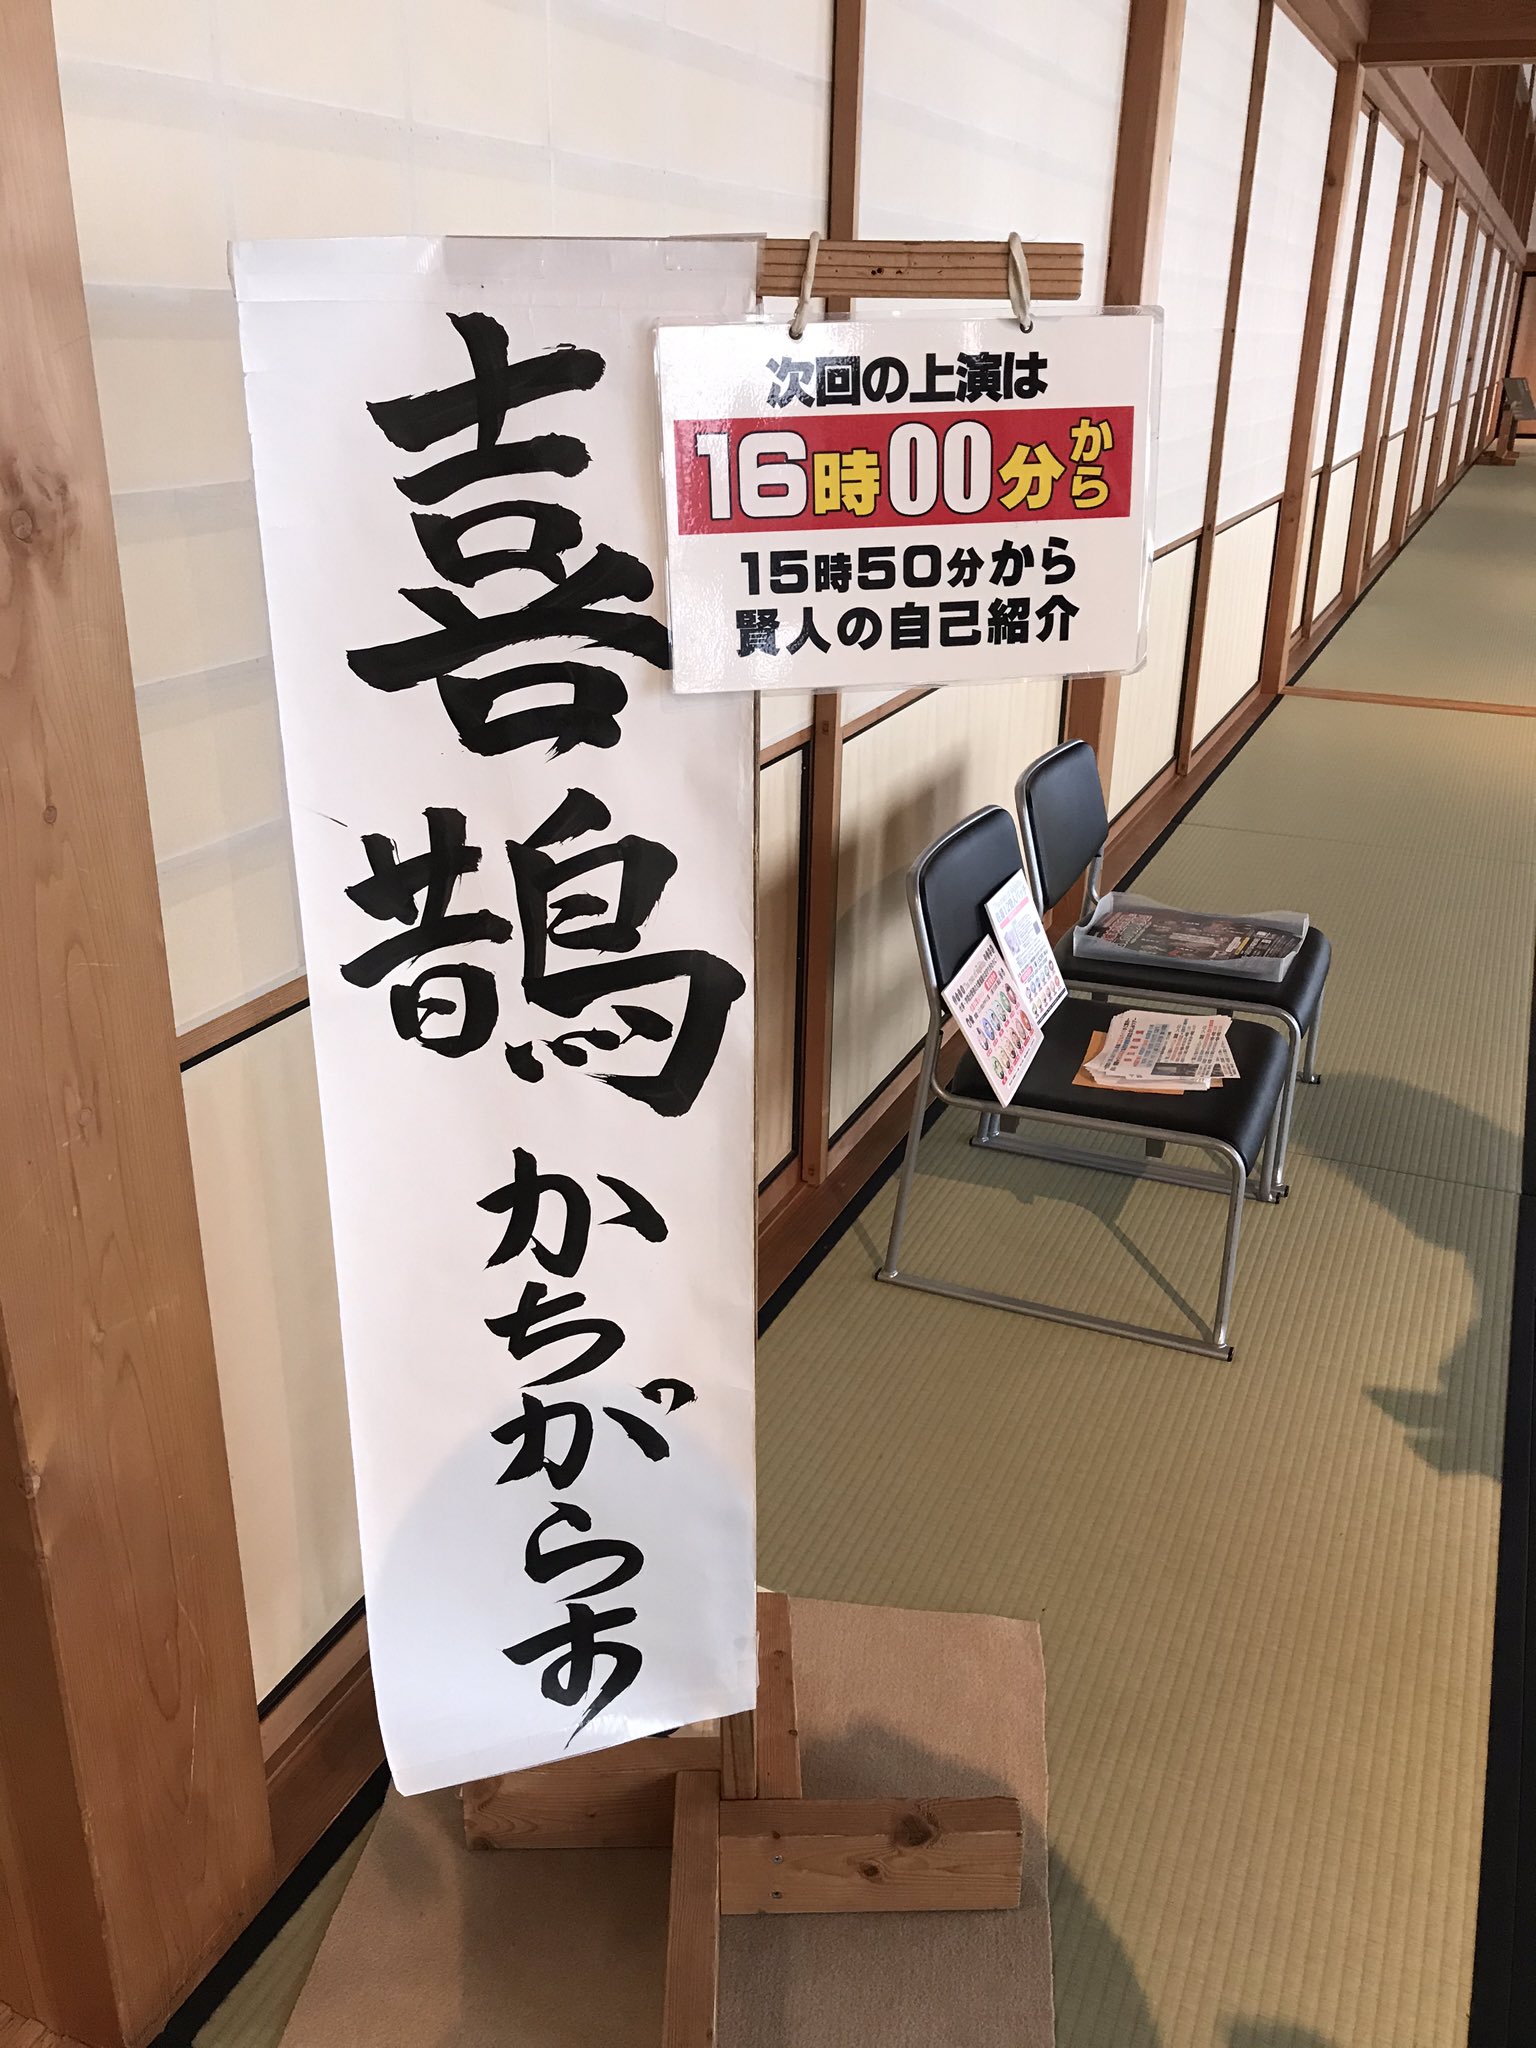 喜鵲
かちがらす
次回の上演は
16時00分から
15時50分から
賢人の自己紹介